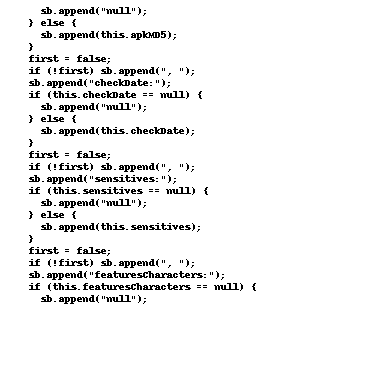 sb.append("null");
} else {
sb.append(this.apkMD5);
}
first = false;
if (!first) sb.append(", ");
sb.append("checkDate:");
if (this.checkDate == null) {
sb.append("null");
} else {
sb.append(this.checkDate);
}
first = false;
if (!first) sb.append(", ");
sb.append("sensitives:");
if (this.sensitives == null) {
sb.append("null");
} else {
sb.append(this.sensitives);
}
first = false;
if (!first) sb.append(", ");
sb.append("featuresCharacters:");
if (this.featuresCharacters == null) {
sb.append("null");